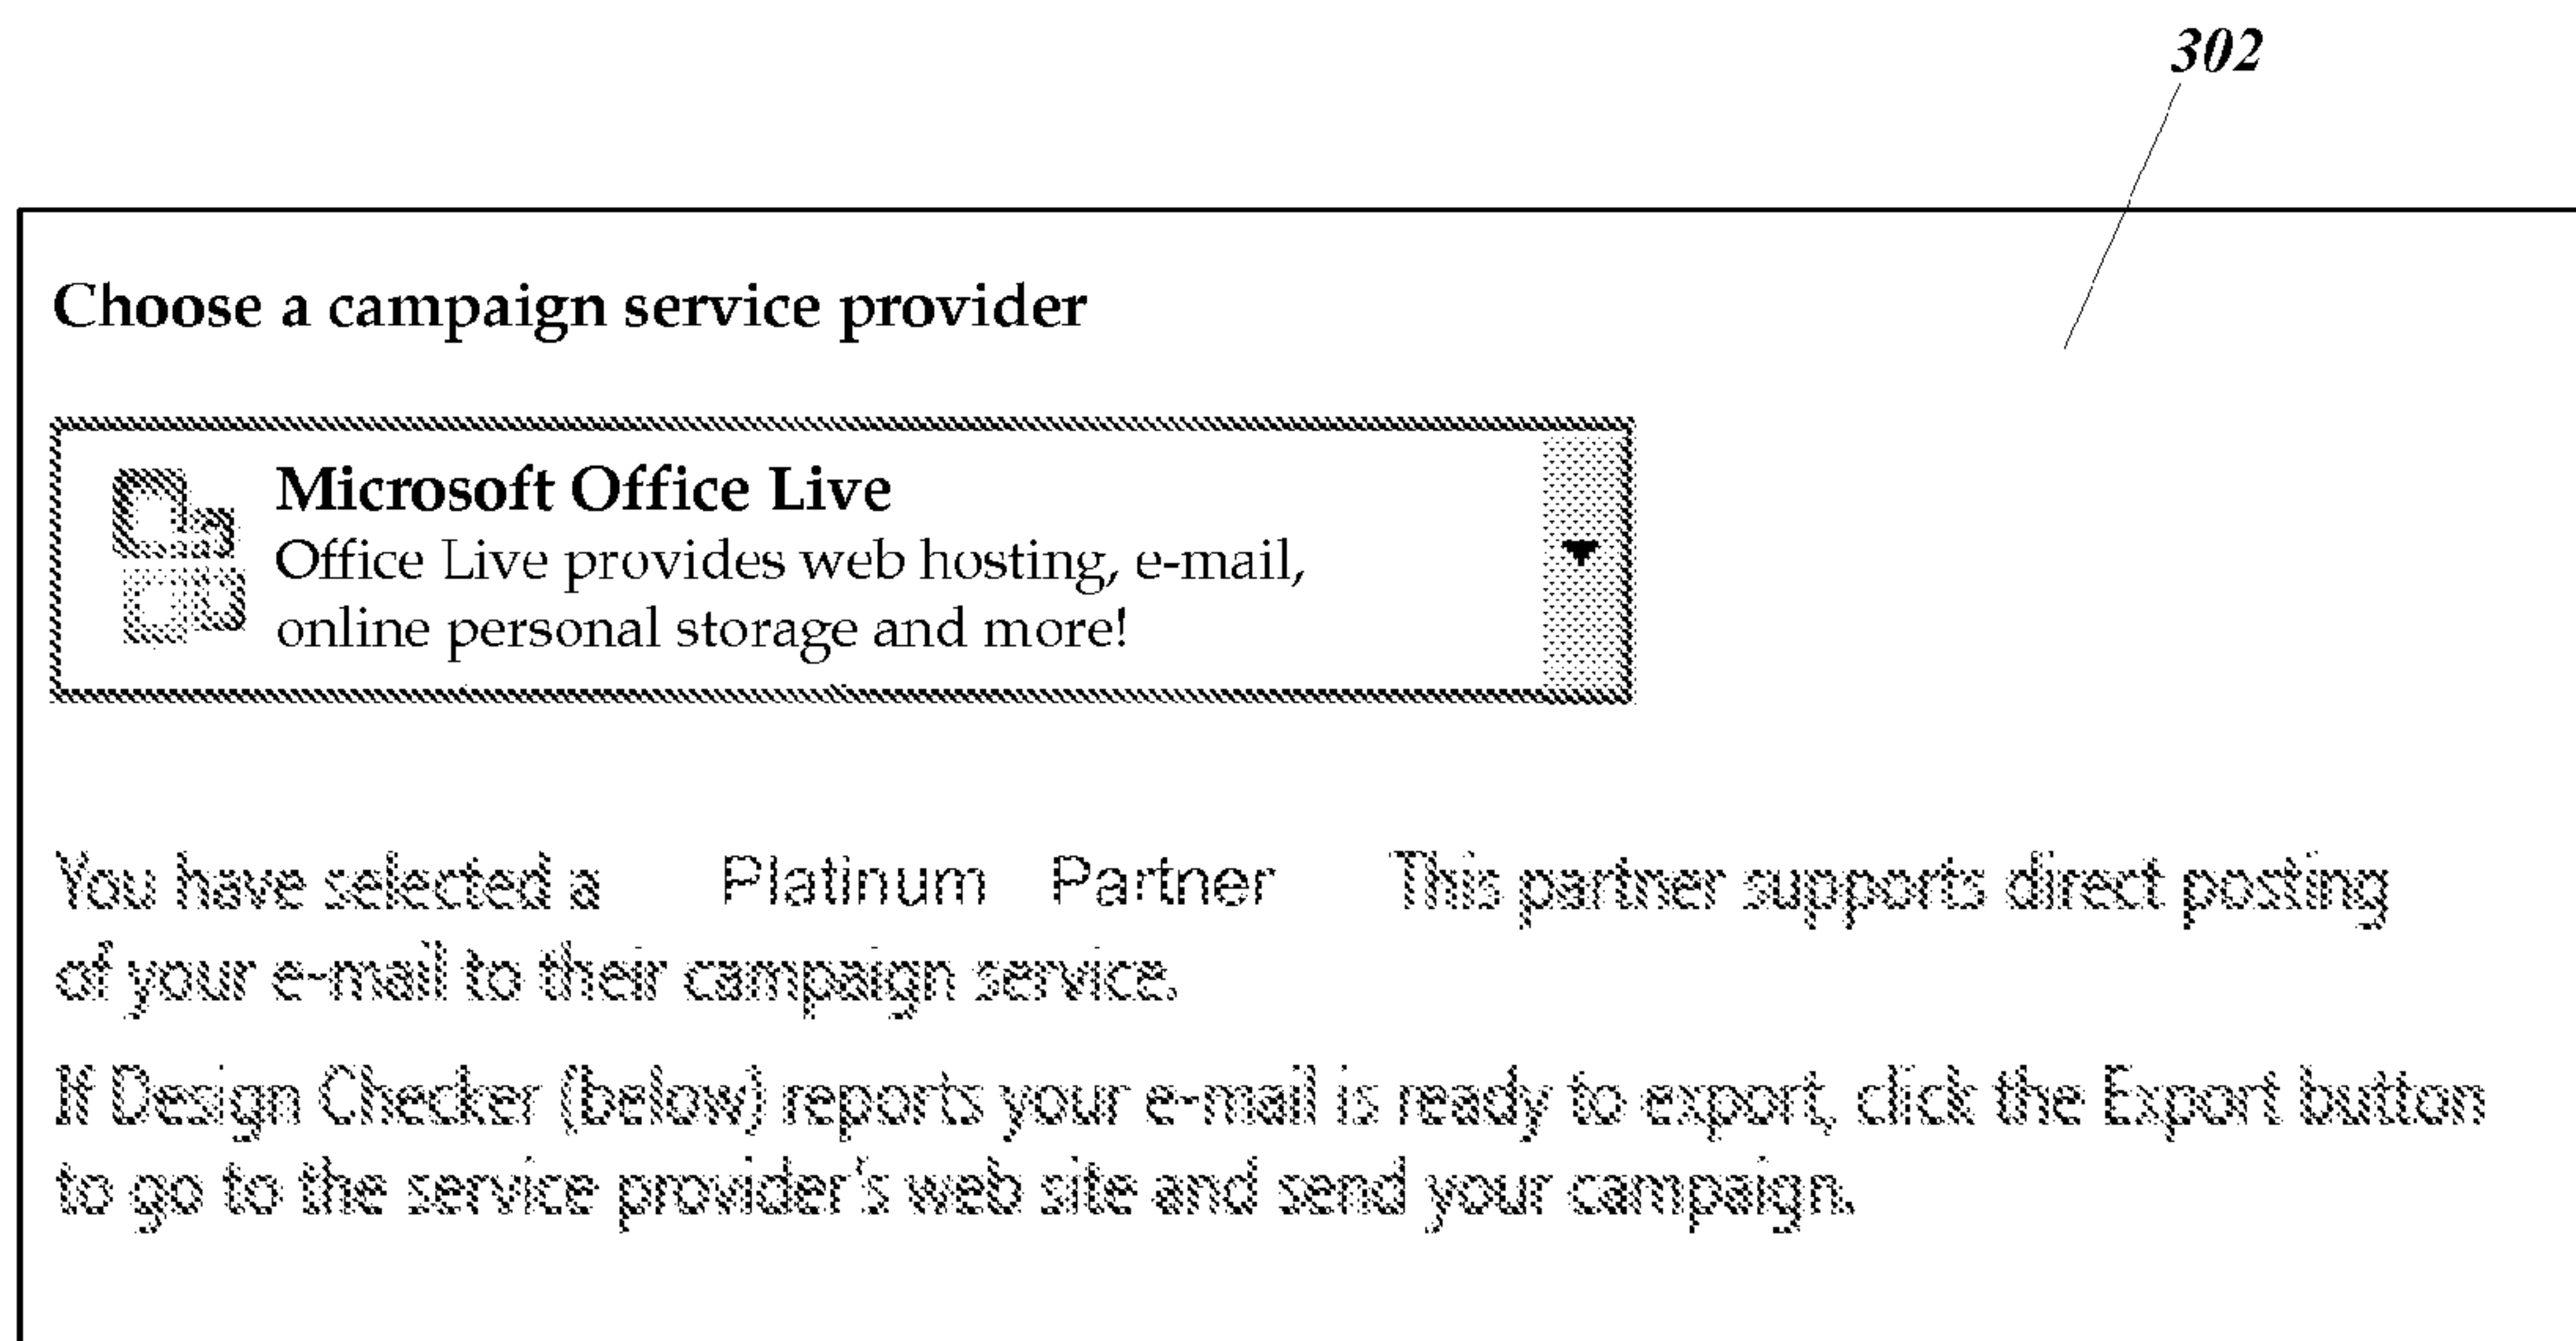 302
Choose a campaign service provider
Microsoft Office Live
Office Live provides web hosting, e-mail,
online personal storage and more!
You have selected a Platinum Partner This partner supports direct posting
of your e-mail to their campaign service.
If Design Checker (below) reports your e-mail is ready to export, click the Export button
to go to the service provider's web site and send your campaign.